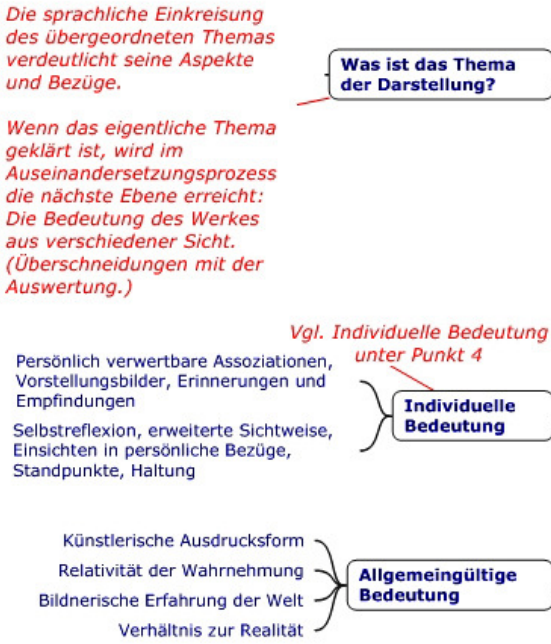 Die sprachliche Einkreisung
des übergeordneten Themas
verdeutlicht seine Aspekte
und Bezüge.
Was ist das Thema
der Darstellung?
Wenn das eigentliche Thema
geklärt ist, wird im
Auseinandersetzungsprozess
die nächste Ebene erreicht:
Die Bedeutung des Werkes
aus verschiedener Sicht.
(Überschneidungen mit der
Auswertung.)
Vgl. Individuelle Bedeutung
unter Punkt 4
Persönlich verwertbare Assoziationen,
Vorstellungsbilder, Erinnerungen und
Empfindungen
Selbstreflexion, erweiterte Sichtweise,
Einsichten in persönliche Bezüge,
Standpunkte, Haltung
Individuelle
Bedeutung
Künstlerische Ausdrucksform
Relativität der Wahrnehmung
Bildnerische Erfahrung der Welt
Verhältnis zur Realität
Allgemeingültige
Bedeutung